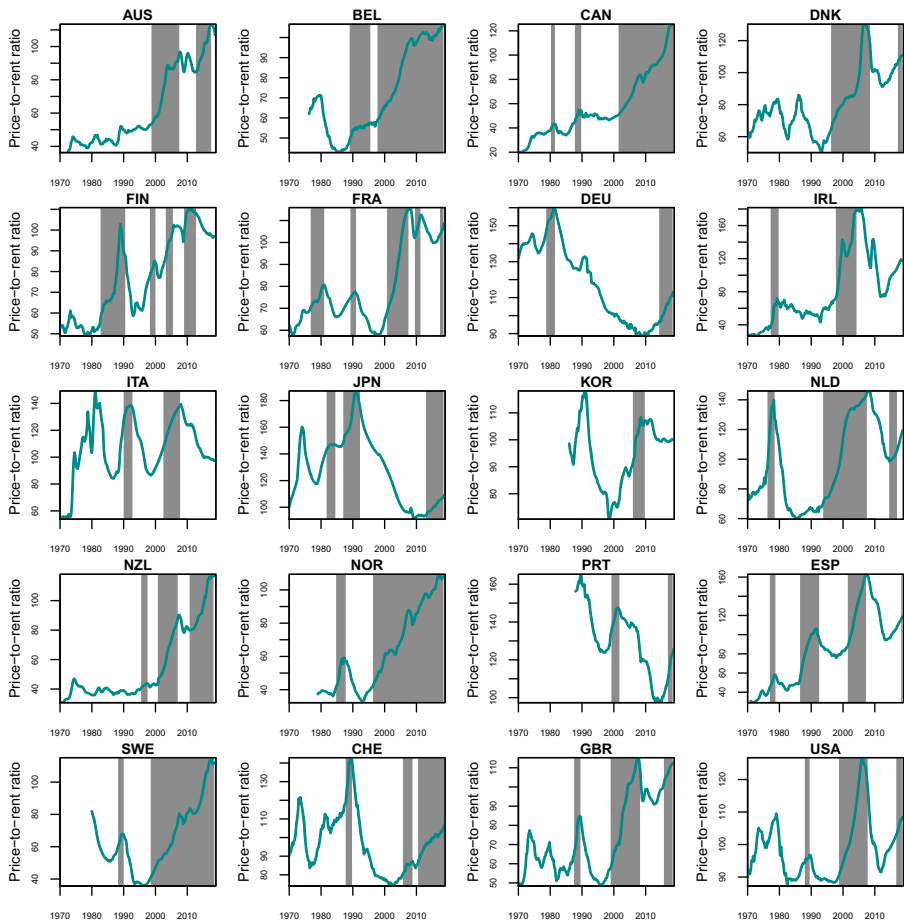 AUS
Price−to−rent ratio
40 60 80 100
1970 1980 1990 2000 2010
BEL
Price−to−rent ratio
50 60 70 80 100
1970 1980 1990 2000 2010
CAN
Price−to−rent ratio
20 40 60 80 100 120
1970 1980 1990 2000 2010
DNK
Price−to−rent ratio
60 80 100 130
1970 1980 1990 2000 2010
FIN
Price−to−rent ratio
50 60 70 80 90 110
1970 1980 1990 2000 2010
FRA
Price−to−rent ratio
60 70 80 100
1970 1980 1990 2000 2010
DEU
Price−to−rent ratio
90 110 130 150
1970 1980 1990 2000 2010
IRL
Price−to−rent ratio
40 80 120 180
1970 1980 1990 2000 2010
ITA
Price−to−rent ratio
60 80 100 120 140
1970 1980 1990 2000 2010
JPN
Price−to−rent ratio
100 120 140 160 180
1970 1980 1990 2000 2010
KOR
Price−to−rent ratio
80 90 100 110
1970 1980 1990 2000 2010
NLD
Price−to−rent ratio
60 80 100 120 140
1970 1980 1990 2000 2010
NZL
Price−to−rent ratio
40 60 80 100
1970 1980 1990 2000 2010
NOR
Price−to−rent ratio
40 60 80 100
1970 1980 1990 2000 2010
PRT
Price−to−rent ratio
100 120 140 160
1970 1980 1990 2000 2010
ESP
Price−to−rent ratio
40 80 120 160
1970 1980 1990 2000 2010
SWE
Price−to−rent ratio
40 60 80 100
1970 1980 1990 2000 2010
CHE
Price−to−rent ratio
80 90 110 130
1970 1980 1990 2000 2010
GBR
Price−to−rent ratio
50 60 70 80 100
1970 1980 1990 2000 2010
USA
Price−to−rent ratio
90 100 120
1970 1980 1990 2000 2010